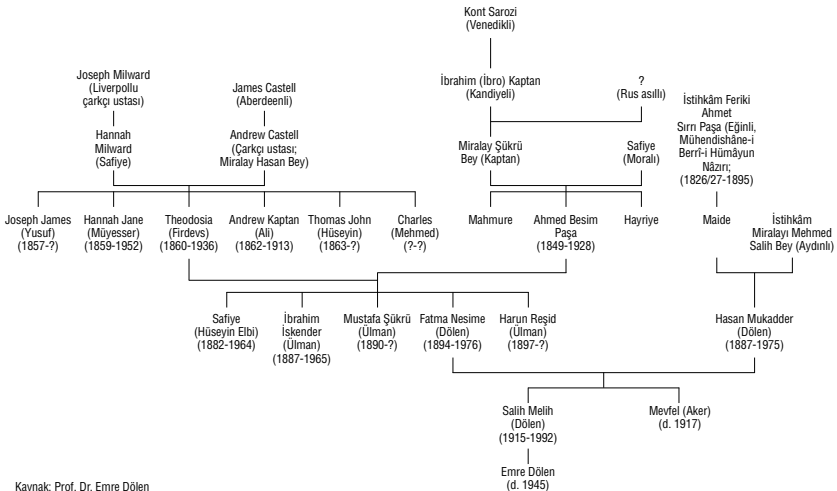 Kont Sarozi
(Venedikli)
Joseph Milward
(Liverpollu
çarkçı ustası)
James Castell
(Aberdeenli)
İbrahim (İbro) Kaptan
(Kandiyeli)
?
(Rus asıllı)
İstihkâm Feriki
Ahmet
Sırrı Paşa (Eğinli,
Mühendishâne-i
Berrî-i Hümâyun
Nâzırı;
(1826/27-1895)
Hannah
Milward
(Safiye)
Andrew Castell
(Çarkçı ustası;
Miralay Hasan Bey)
Miralay Şükrü
Bey (Kaptan)
Safiye
(Moralı)
Joseph James
(Yusuf)
(1857-?)
Hannah Jane
(Müyesser)
(1859-1952)
Theodosia
(Firdevs)
(1860-1936)
Andrew Kaptan
(Ali)
(1862-1913)
Thomas John
(Hüseyin)
(1863-?)
Charles
(Mehmed)
(?-?)
Mahmure
Ahmed Besim
Paşa
(1849-1928)
Hayriye
Maide
İstihkâm
Miralayı Mehmed
Salih Bey (Aydınlı)
Safiye
(Hüseyin Elbi)
(1882-1964)
İbrahim
İskender
(Ülman)
(1887-1965)
Mustafa Şükrü
(Ülman)
(1890-?)
Fatma Nesime
(Dölen)
(1894-1976)
Harun Reşid
(Ülman)
(1897-?)
Hasan Mukadder
(Dölen)
(1887-1975)
Salih Melih
(Dölen)
(1915-1992)
Mevfel (Aker)
(d. 1917)
Emre Dölen
(d. 1945)
Kaynak: Prof. Dr. Emre Dölen